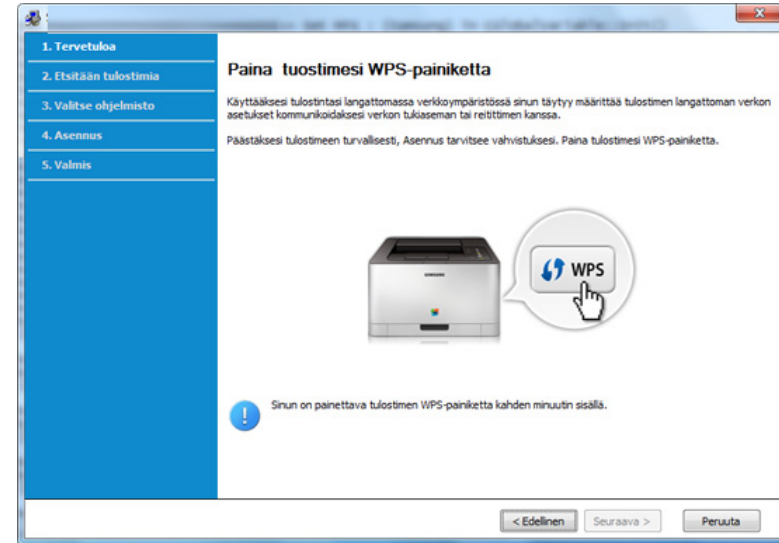 1. Tervetuloa
2. Etsitään tulostimia
3. Valitse ohjelmisto
4. Asennus
5. Valmis
Paina tuostimesi WPS-painiketta
Käyttääksesi tulostintasi langattomassa verkkoympäristössä sinun täytyy määrittää tulostimen langattoman verkon
asetukset kommunikoidaksesi verkon tukiaseman tai reitittimen kanssa.
Päästäksesi tulostimeen turvallisesti, Asennus tarvitsee vahvistuksesi. Paina tulostimesi WPS-painiketta.
SAMSUNG
WPS
Sinun on painettava tulostimen WPS-painiketta kahden minuutin sisällä.
< Edellinen
Seuraava >
Peruuta